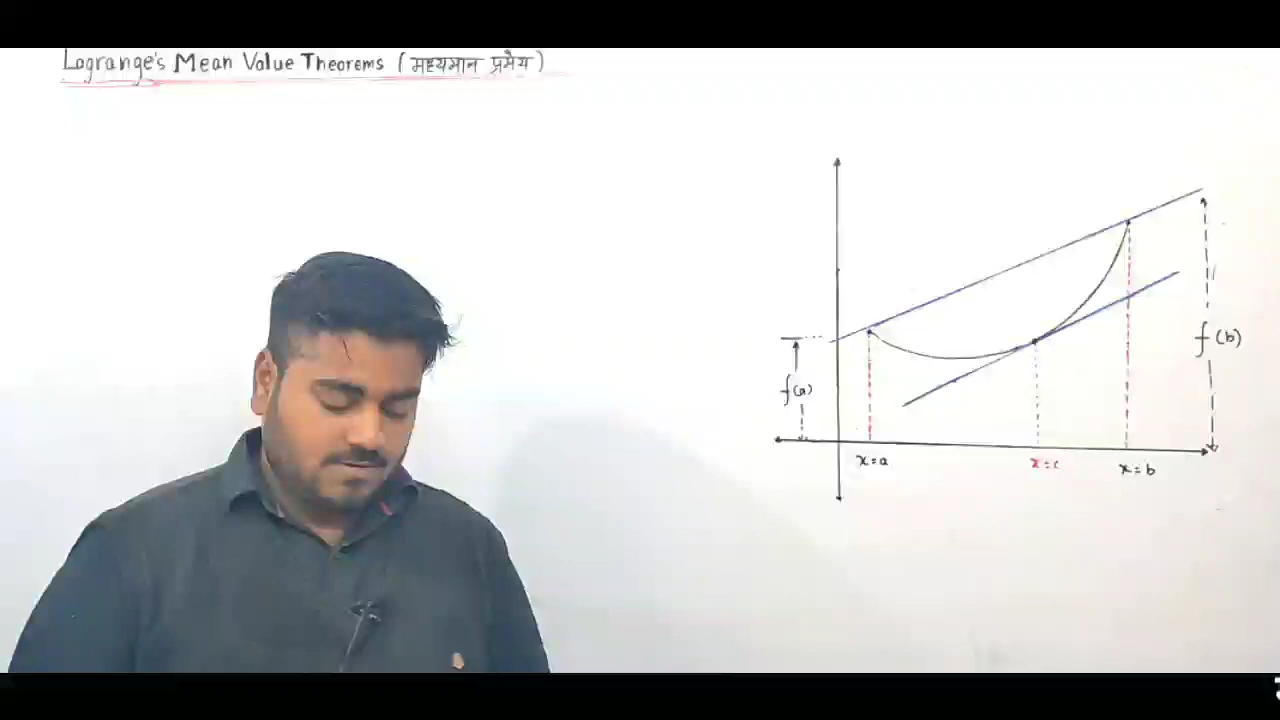 Lagrange's Mean Value Theorems (मध्यमान प्रमेय)
f(b)
f(a)
x=a
x=c
x=b